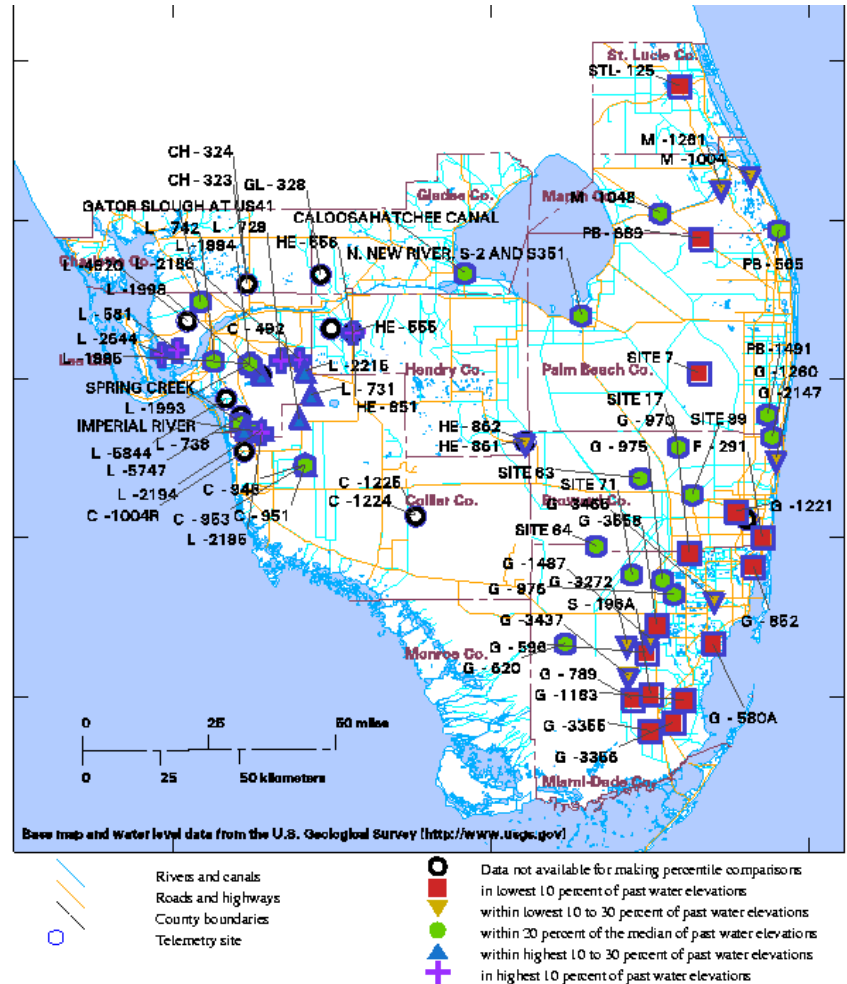 St. Lucie Co.
STL- 125
M -1261
M -1004
CH - 324
CH - 323
GL - 328
Glades Co.
Martin Co.
M -1048
GATOR SLOUGH AT US41
CALOOSAHATCHEE CANAL
L - 742
L - 728
HE - 556
PB - 689
L - 1984
N. NEW RIVER, S-2 AND S351
PB - 565
Charlotte Co.
L -2186
L -1998
L - 581
C - 492
HE - 555
L - 2644
PB -1491
Lee Co.
L -2215
Hendry Co.
Palm Beach Co.
SITE 7
G -1260
G -2147
SPRING CREEK
L - 731
SITE 17
SITE 99
L -1993
HE - 851
G - 970
IMPERIAL RIVER
HE - 862
G - 975
F - 291
L - 738
HE - 861
L -5844
SITE 63
L -5747
SITE 71
C - 1225
L -2194
C - 1224
Collier Co.
Broward Co.
G -1221
C -1004R
SITE 64
G -3558
C - 953
C - 951
L -2195
G -1487
G -3272
G - 976
S - 196A
G - 852
G -3437
G - 596
Monroe Co.
G - 620
G - 789
G -1183
G - 580A
G -3355
G -3356
Miami-Dade Co.
0 25 50 miles
0 25 50 kilometers
Base map and water level data from the U.S. Geological Survey [http://www.usgs.gov]
Rivers and canals
Roads and highways
County boundaries
Telemetry site
Data not available for making percentile comparisons
in lowest 10 percent of past water elevations
within lowest 10 to 30 percent of past water elevations
within 20 percent of the median of past water elevations
within highest 10 to 30 percent of past water elevations
in highest 10 percent of past water elevations